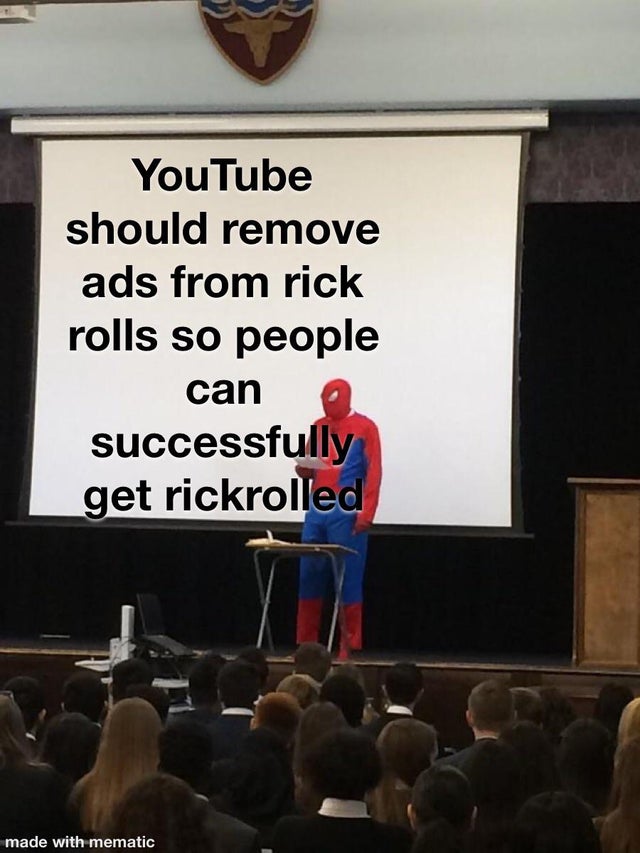 YouTube
should remove
ads from rick
rolls so people
can
successfully
get rickrolled
made with mematic